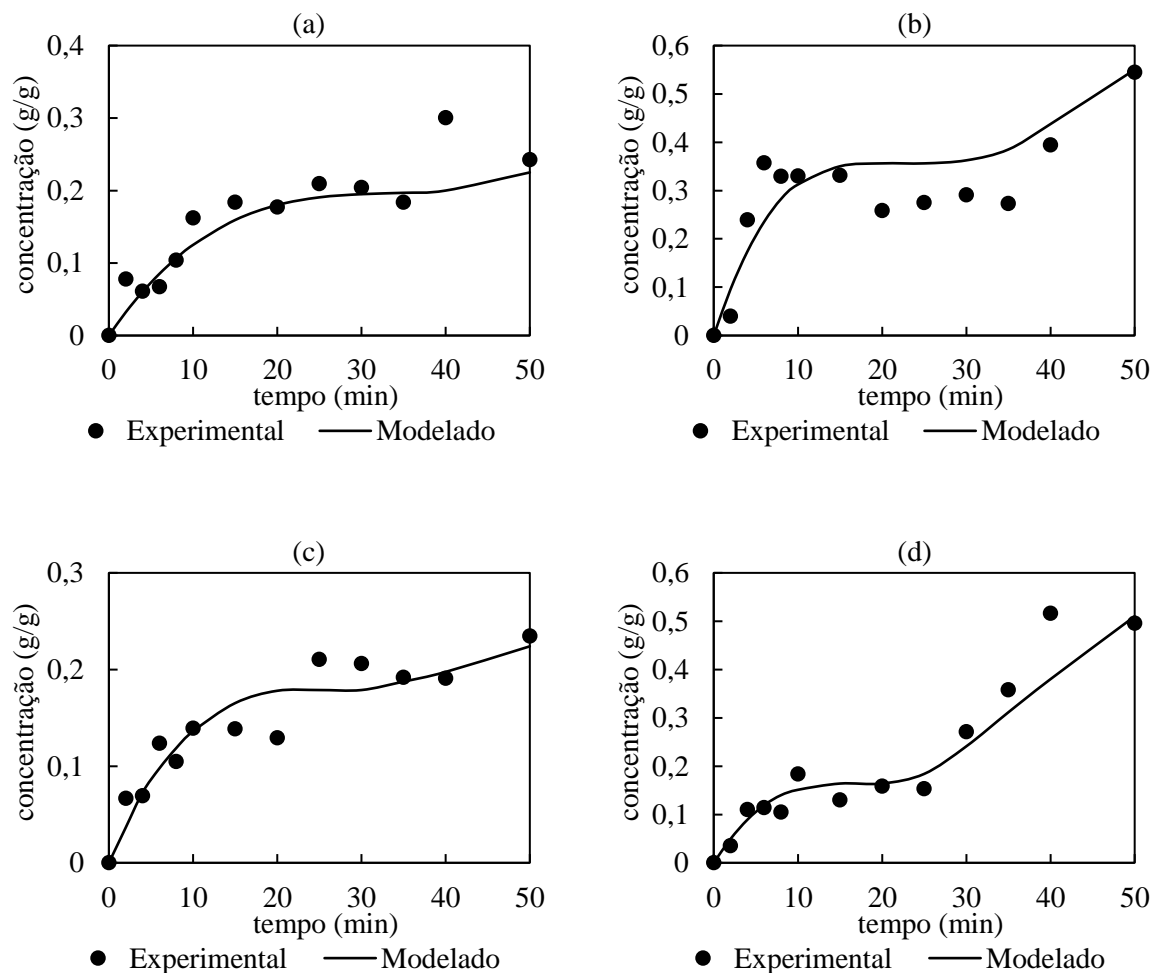 (a)
0,4
0,3
0,2
0,1
0
concentração (g/g)
0 10 20 30 40 50
tempo (min)
Experimental Modelado
(b)
0,6
0,5
0,4
0,3
0,2
0,1
0
concentração (g/g)
0 10 20 30 40 50
tempo (min)
Experimental Modelado
(c)
0,3
0,2
0,1
0
concentração (g/g)
0 10 20 30 40 50
tempo (min)
Experimental Modelado
(d)
0,6
0,5
0,4
0,3
0,2
0,1
0
concentração (g/g)
0 10 20 30 40 50
tempo (min)
Experimental Modelado